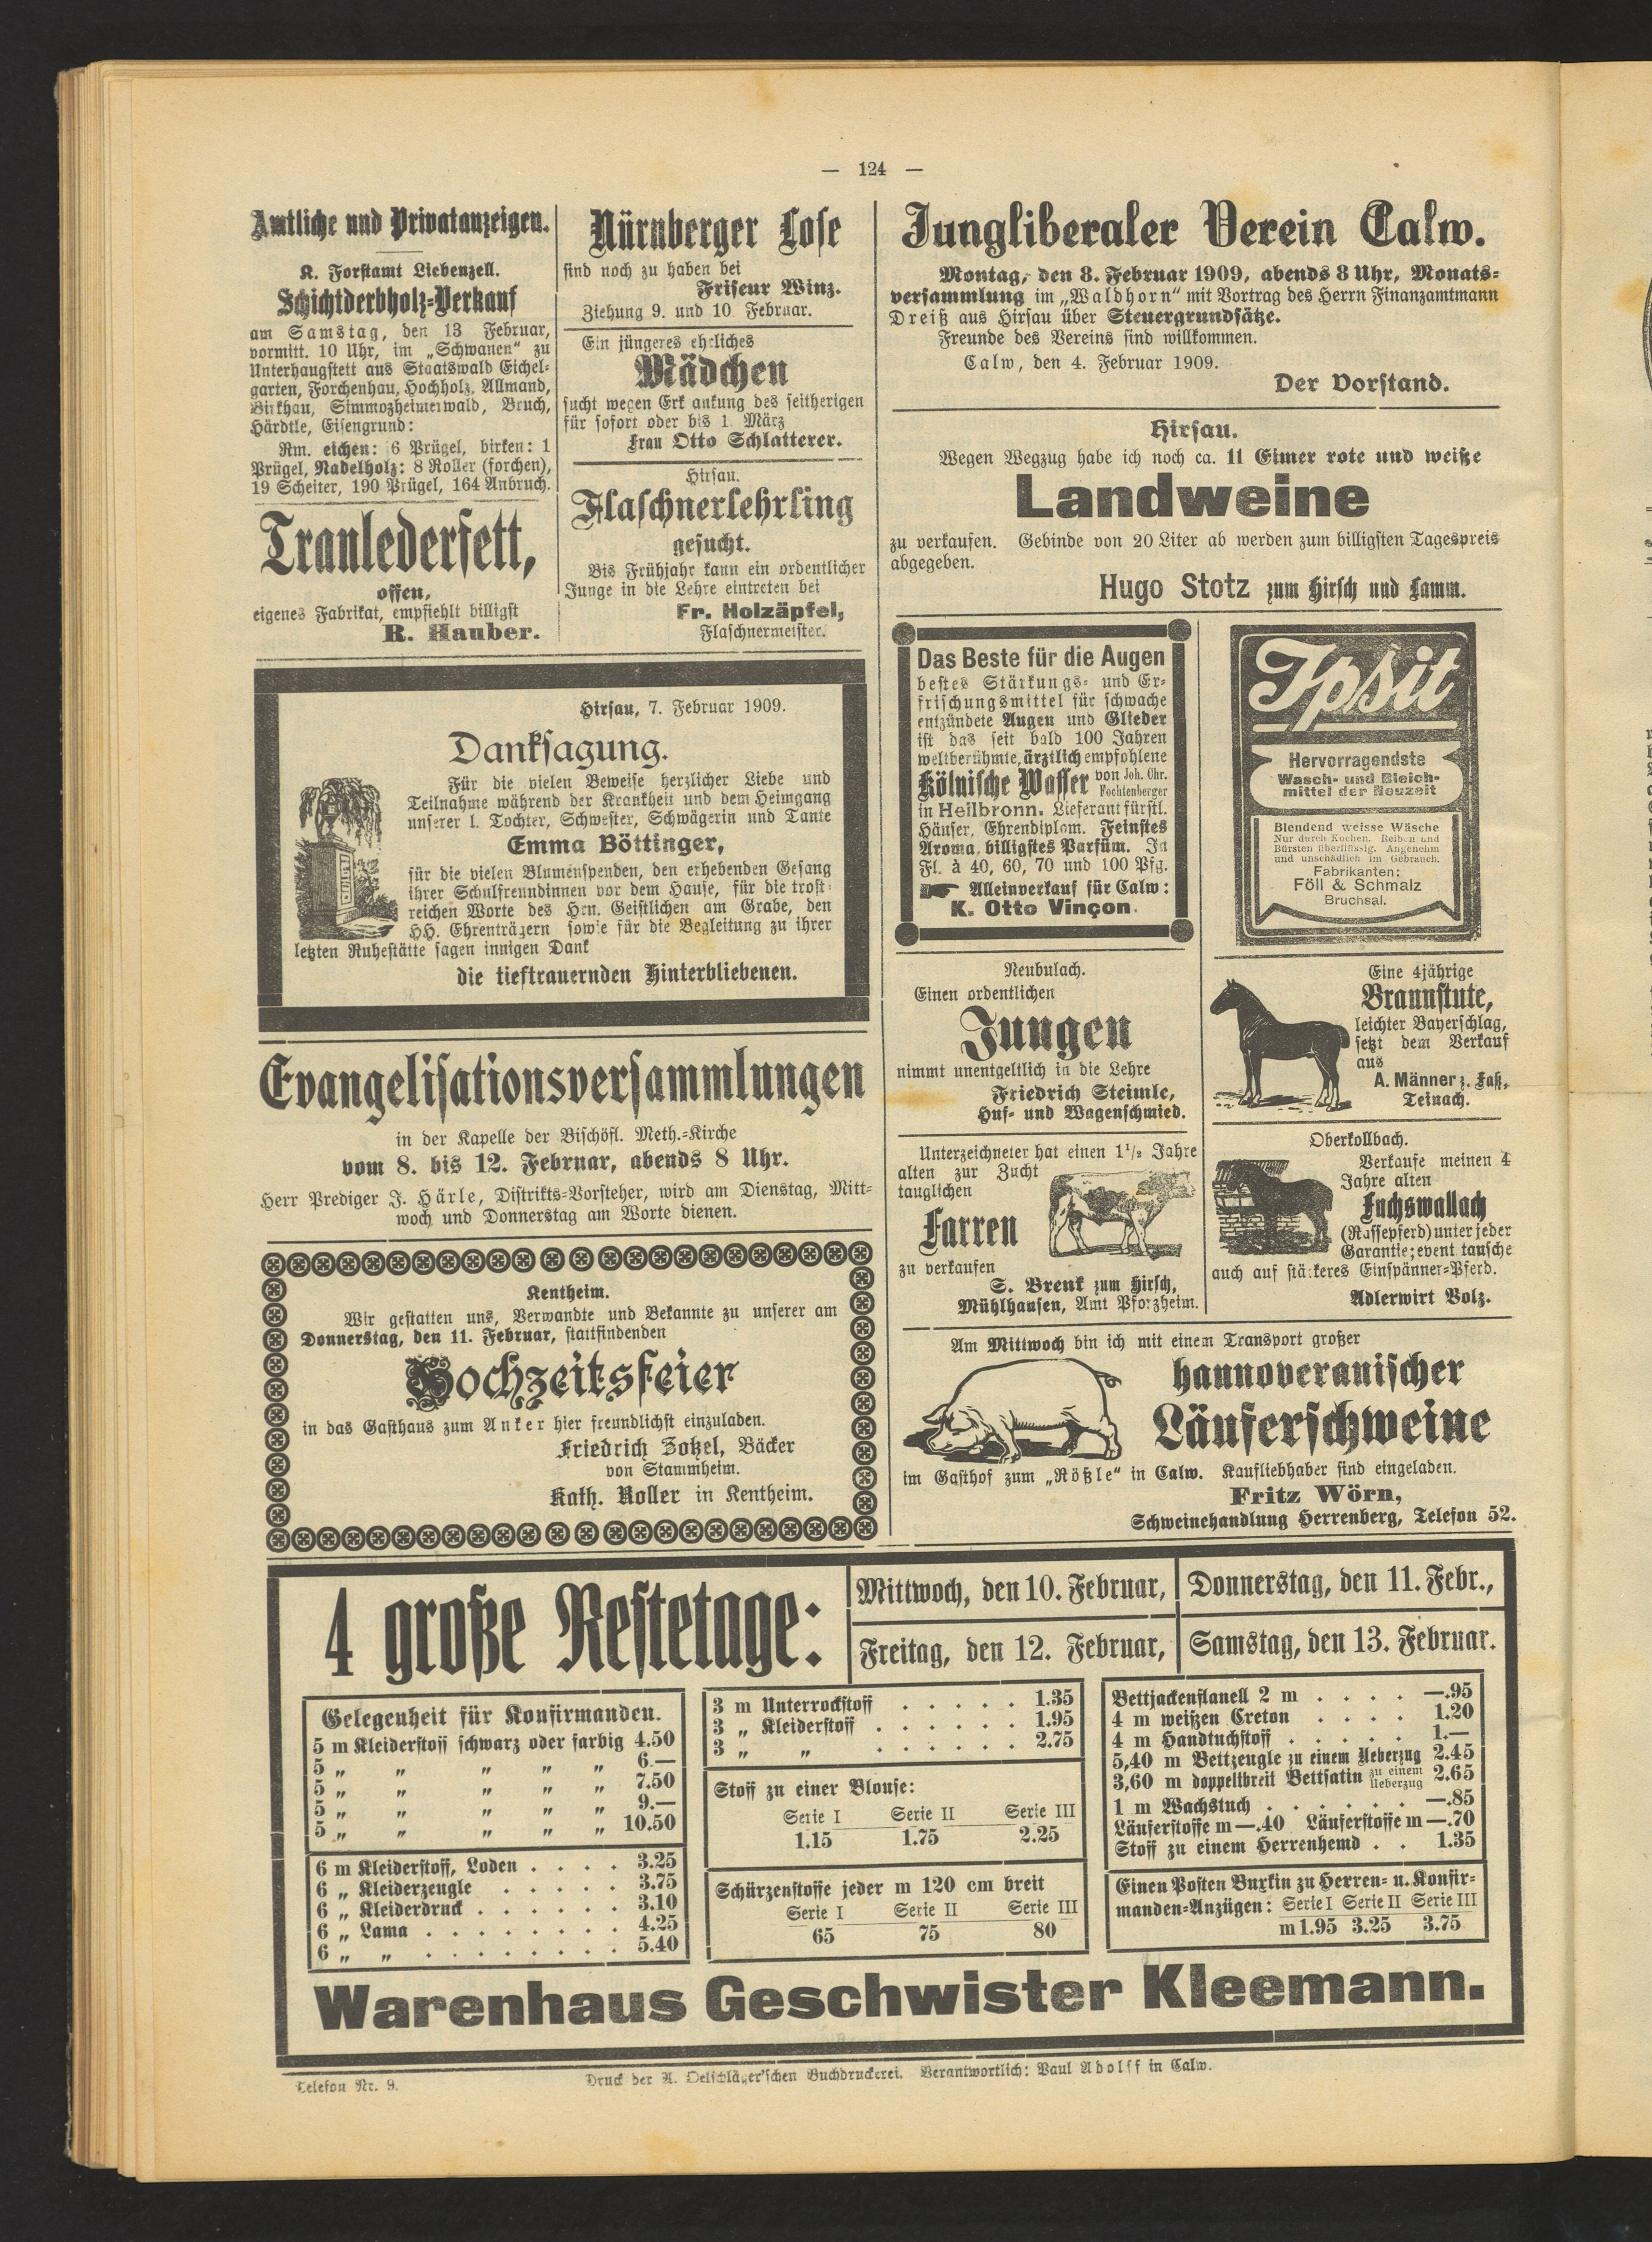 — 124 —
Amtliche und Privatanzeigen.
K. Forstamt Liebenzell.
Schichtderbholz-Verkauf
am Samstag, den 13 Februar,
vormitt. 10 Uhr, im „Schwanen“ zu
Unterhaugstett aus Staatswald Eichel-
garten, Forchenhau, Hochholz, Allmand,
Birkhau, Simmozheimerwald, Bruch,
Härdtle, Eisengrund:
Rm. eichen: 6 Prügel, birken: 1
Prügel, Nadelholz: 8 Roller (forchen),
19 Scheiter, 190 Prügel, 164 Anbruch.
Tranlederfett,
offen,
eigenes Fabrikat, empfiehlt billigst
R. Hauber.
Nürnberger Lose
sind noch zu haben bei
Friseur Winz.
Ziehung 9. und 10 Februar.
Ein jüngeres ehrliches
Mädchen
sucht wegen Erkrankung des seitherigen
für sofort oder bis 1. März
Frau Otto Schlatterer.
Hirsau.
Flaschnerlehrling
gesucht.
Bis Frühjahr kann ein ordentlicher
Junge in die Lehre eintreten bei
Fr. Holzäpfel,
Flaschnermeister.
Hirsau, 7. Februar 1909.
Danksagung.
Für die vielen Beweise herzlicher Liebe und
Teilnahme während der Krankheit und dem Heimgang
unserer l. Tochter, Schwester, Schwägerin und Tante
Emma Böttinger,
für die vielen Blumenspenden, den erhebenden Gesang
ihrer Schulfreundinnen vor dem Hause, für die trost-
reichen Worte des Hrn. Geistlichen am Grabe, den
HH. Ehrenträgern sowie für die Begleitung zu ihrer
letzten Ruhestätte sagen innigen Dank
die tieftrauernden Hinterbliebenen.
Evangelisationsversammlungen
in der Kapelle der Bischöfl. Meth.-Kirche
vom 8. bis 12. Februar, abends 8 Uhr.
Herr Prediger J. Härle, Distrikts-Vorsteher, wird am Dienstag, Mitt-
woch und Donnerstag am Worte dienen.
Kentheim.
Wir gestatten uns, Verwandte und Bekannte zu unserer am
Donnerstag, den 11. Februar, stattfindenden
Hochzeitsfeier
in das Gasthaus zum Anker hier freundlichst einzuladen.
Friedrich Zotzel, Bäcker
von Stammheim.
Kath. Roller in Kentheim.
Jungliberaler Verein Calw.
Montag, den 8. Februar 1909, abends 8 Uhr, Monats-
versammlung im „Waldhorn“ mit Vortrag des Herrn Finanzamtmann
Dreiß aus Hirsau über Steuergrundsätze.
Freunde des Vereins sind willkommen.
Calw, den 4. Februar 1909.
Der Vorstand.
Hirsau.
Wegen Wegzug habe ich noch ca. 11 Eimer rote und weiße
Landweine
zu verkaufen. Gebinde von 20 Liter ab werden zum billigsten Tagespreis
abgegeben.
Hugo Stotz zum Hirsch und Lamm.
Das Beste für die Augen
bestes Stärkungs- und Er-
frischungsmittel für schwache
entzündete Augen und Glieder
ist das seit bald 100 Jahren
weltberühmte, ärztlich empfohlene
Kölnische Wasser von Joh. Chr.
Fochtenberger
in Heilbronn. Lieferant fürstl.
Häuser, Ehrendiplom. Feinstes
Aroma, billigstes Parfüm. In
Fl. à 40, 60, 70 und 100 Pfg.
Alleinverkauf für Calw:
K. Otto Vinçon.
Ipsit
Hervorragendste
Wasch- und Bleich-
mittel der Neuzeit
Blendend weisse Wäsche
Nur durch Kochen. Reiben und
Bürsten überflüssig. Angenehm
und unschädlich im Gebrauch.
Fabrikanten:
Föll & Schmalz
Bruchsal.
Neubulach.
Einen ordentlichen
Jungen
nimmt unentgeltlich in die Lehre
Friedrich Steimle,
Huf- und Wagenschmied.
Eine 4jährige
Braunstute,
leichter Bayerschlag,
setzt dem Verkauf
aus
A. Männer z. Faß,
Teinach.
Unterzeichneter hat einen 1½ Jahre
alten zur Zucht
tauglichen
Farren
zu verkaufen
S. Brenk zum Hirsch,
Mühlhausen, Amt Pforzheim.
Oberkollbach.
Verkaufe meinen 4
Jahre alten
Fuchswallach
(Rassepferd) unter jeder
Garantie; event tausche
auch auf stärkeres Einspänner-Pferd.
Adlerwirt Bolz.
Am Mittwoch bin ich mit einem Transport großer
hannoveranischer
Läuferschweine
im Gasthof zum „Rößle“ in Calw. Kaufliebhaber sind eingeladen.
Fritz Wörn,
Schweinehandlung Herrenberg, Telefon 52.
4 große Restetage:
Mittwoch, den 10. Februar,
Donnerstag, den 11. Febr.,
Freitag, den 12. Februar,
Samstag, den 13. Februar.
Gelegenheit für Konfirmanden.
5 m Kleiderstoff schwarz oder farbig 4.50
5 „ „ „ „ „ 6.—
5 „ „ „ „ „ 7.50
5 „ „ „ „ „ 9.—
5 „ „ „ „ „ 10.50
6 m Kleiderstoff, Loden . . . . 3.25
6 „ Kleiderzeugle . . . . . 3.75
6 „ Kleiderdruck . . . . . . 3.10
6 „ Lama . . . . . . . . 4.25
6 „ „ . . . . . . . . . 5.40
3 m Unterrockstoff . . . . . 1.35
3 „ Kleiderstoff . . . . . . 1.95
3 „ „ . . . . . . 2.75
Stoff zu einer Blouse:
Serie I Serie II Serie III
1.15 1.75 2.25
Schürzenstoffe jeder m 120 cm breit
Serie I Serie II Serie III
65 75 80
Bettjackenflanell 2 m . . . . —.95
4 m weißen Creton . . . . 1.20
4 m Handtuchstoff . . . . . 1.—
5,40 m Bettzeugle zu einem Ueberzug 2.45
3,60 m doppeltbreit Bettsatin zu einem Ueberzug 2.65
1 m Wachstuch . . . . . . —.85
Läuferstoffe m —.40 Läuferstoffe m —.70
Stoff zu einem Herrenhemd . . 1.35
Einen Posten Buxkin zu Herren- u. Konfir-
manden-Anzügen: Serie I Serie II Serie III
m 1.95 3.25 3.75
Warenhaus Geschwister Kleemann.
Telefon Nr. 9.
Druck der A. Oelschläger'schen Buchdruckerei. Verantwortlich: Paul Adolff in Calw.